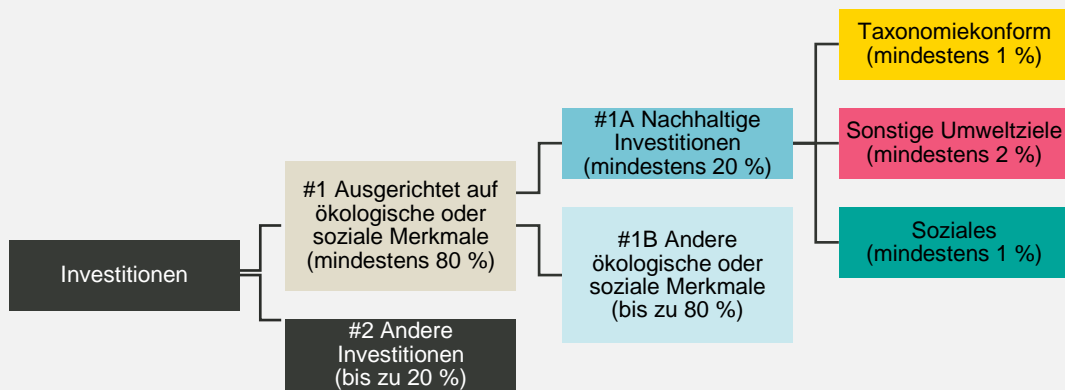 Investitionen
#1 Ausgerichtet auf
ökologische oder
soziale Merkmale
(mindestens 80 %)
#2 Andere
Investitionen
(bis zu 20 %)
#1A Nachhaltige
Investitionen
(mindestens 20 %)
#1B Andere
ökologische oder
soziale Merkmale
(bis zu 80 %)
Taxonomiekonform
(mindestens 1 %)
Sonstige Umweltziele
(mindestens 2 %)
Soziales
(mindestens 1 %)